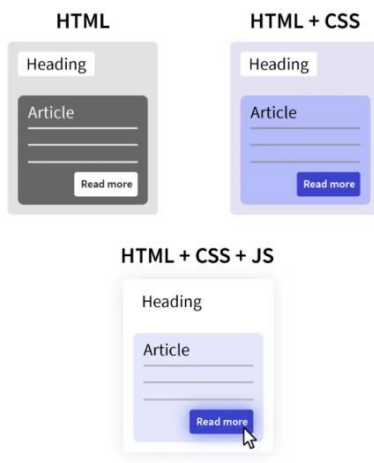 HTML
Heading
Article
Read more
HTML + CSS
Heading
Article
Read more
HTML + CSS + JS
Heading
Article
Read more